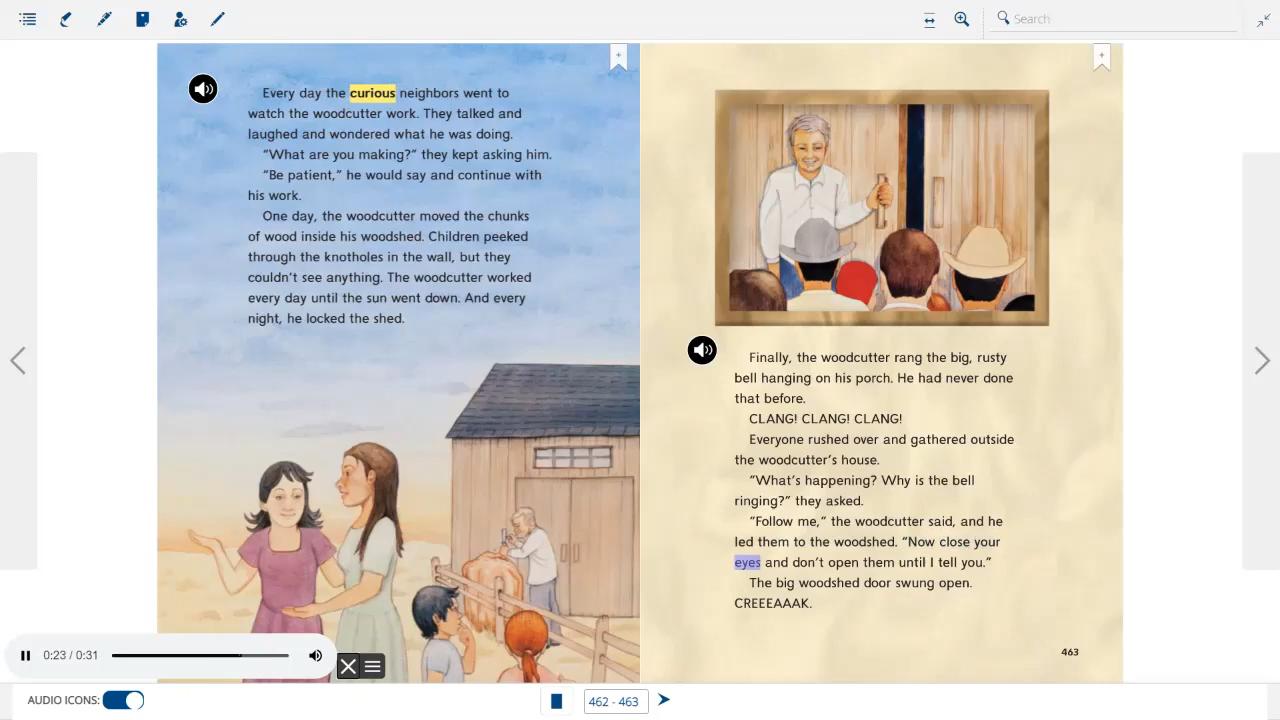 Search
Every day the curious neighbors went to
watch the woodcutter work. They talked and
laughed and wondered what he was doing.
“What are you making?” they kept asking him.
“Be patient,” he would say and continue with
his work.
One day, the woodcutter moved the chunks
of wood inside his woodshed. Children peeked
through the knotholes in the wall, but they
couldn’t see anything. The woodcutter worked
every day until the sun went down. And every
night, he locked the shed.
Finally, the woodcutter rang the big, rusty
bell hanging on his porch. He had never done
that before.
CLANG! CLANG! CLANG!
Everyone rushed over and gathered outside
the woodcutter’s house.
“What’s happening? Why is the bell
ringing?” they asked.
“Follow me,” the woodcutter said, and he
led them to the woodshed. “Now close your
eyes and don’t open them until I tell you.”
The big woodshed door swung open.
CREEEAAAK.
463
0:23 / 0:31
AUDIO ICONS:
462 - 463